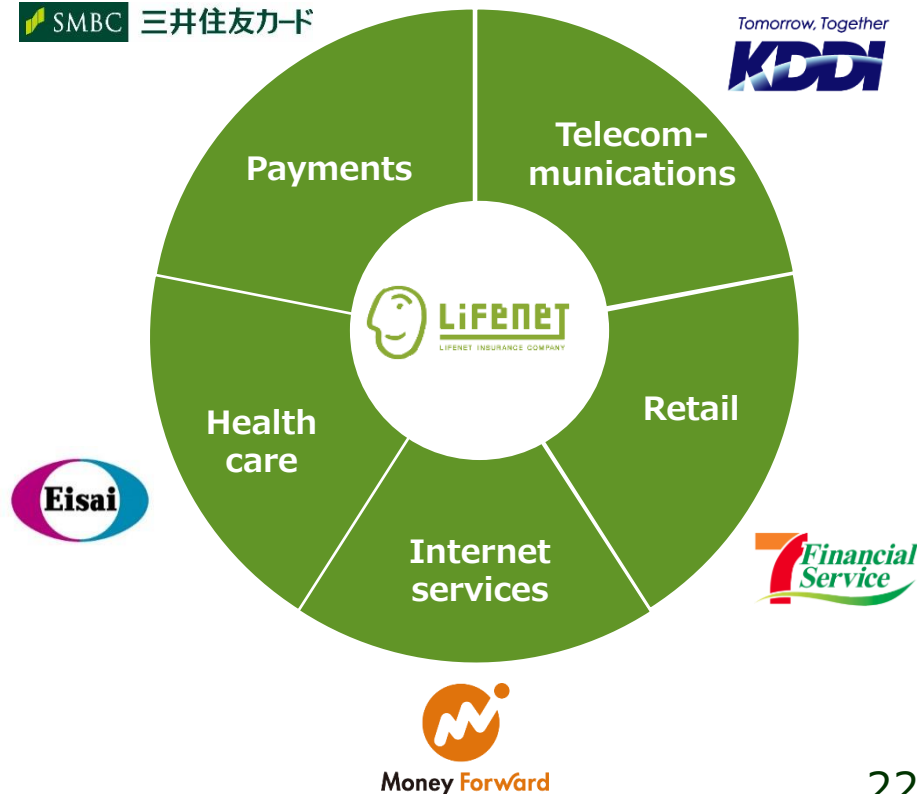 SMBC 三井住友カード
Tomorrow, Together
KDDI
Payments
Telecom-
munications
LIFENET
LIFENET INSURANCE COMPANY
Health
care
Retail
Eisai
Internet
services
7 Financial
Service
Money Forward
22